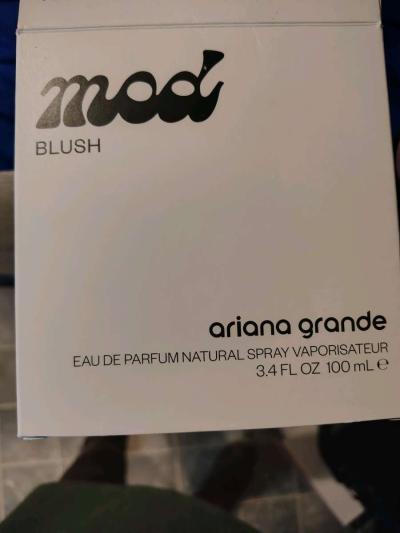 mod
BLUSH
ariana grande
EAU DE PARFUM NATURAL SPRAY VAPORISATEUR
3.4 FL OZ 100 mL ℮